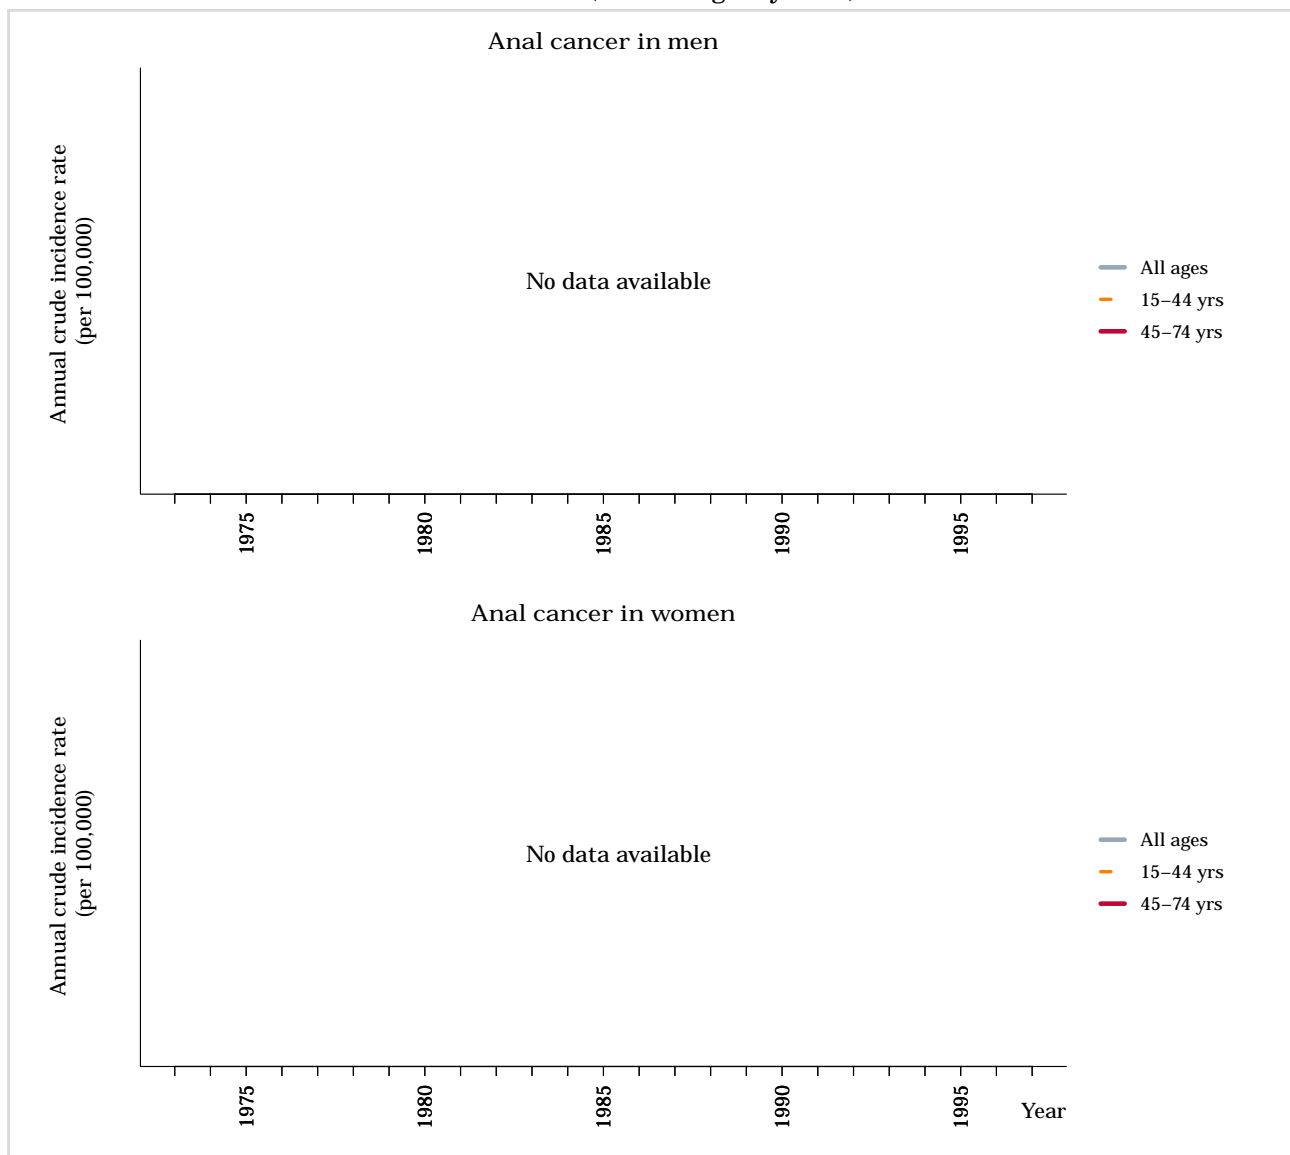 Anal cancer in men
Annual crude incidence rate
(per 100,000)
No data available
All ages
15–44 yrs
45–74 yrs
1975
1980
1985
1990
1995
Anal cancer in women
Annual crude incidence rate
(per 100,000)
No data available
All ages
15–44 yrs
45–74 yrs
1975
1980
1985
1990
1995
Year